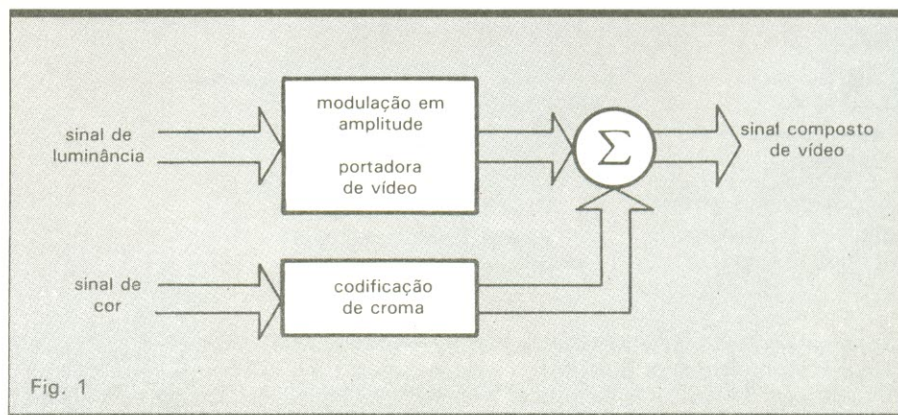 sinal de
luminância
modulação em
amplitude
portadora
de vídeo
Σ
sinal composto
de vídeo
sinal de
cor
codificação
de croma
Fig. 1